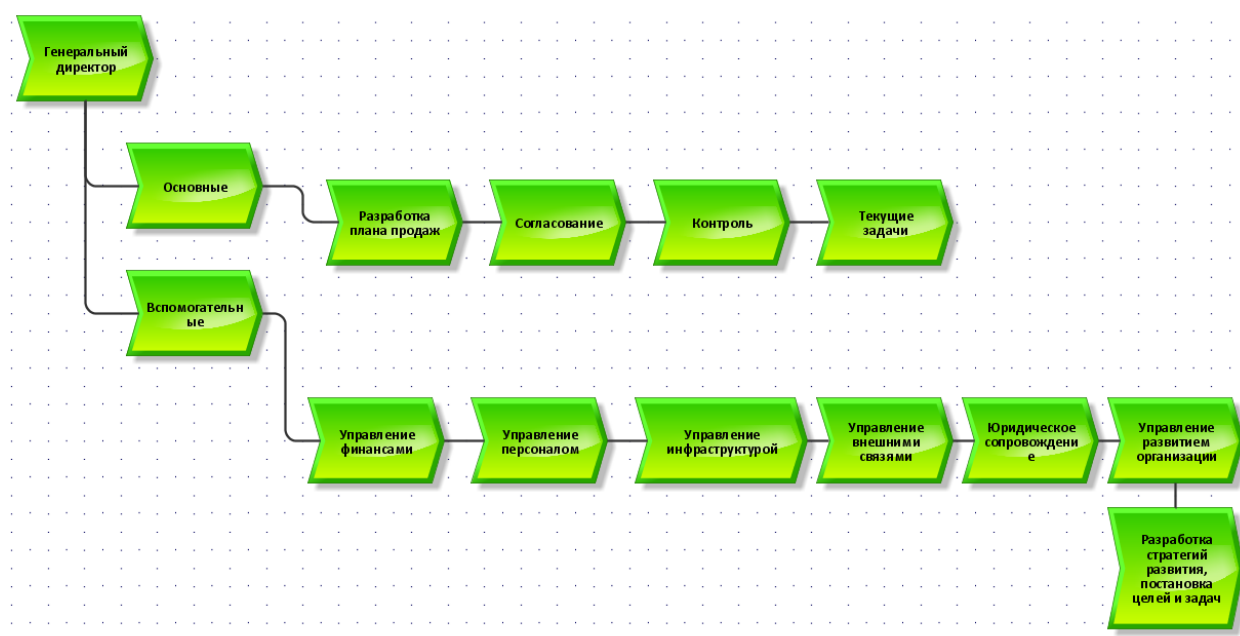 Генеральный
директор
Основные
Разработка
плана продаж
Согласование
Контроль
Текущие
задачи
Вспомогательн
ые
Управление
финансами
Управление
персоналом
Управление
инфраструктурой
Управление
внешними
связями
Юридическое
сопровождени
е
Управление
развитием
организации
Разработка
стратегий
развития,
постановка
целей и задач